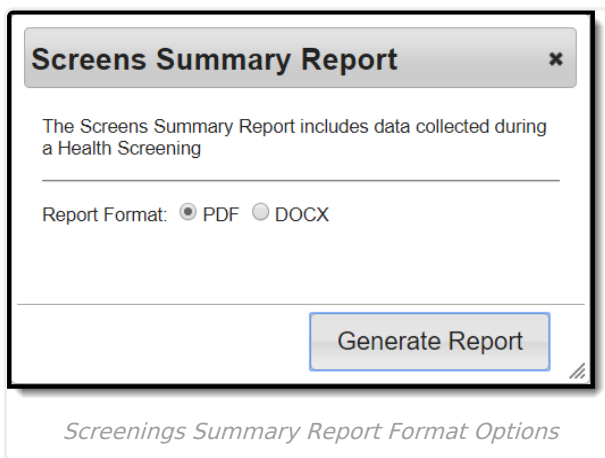 Screens Summary Report ×
The Screens Summary Report includes data collected during
a Health Screening
Report Format: PDF DOCX
Generate Report
Screenings Summary Report Format Options